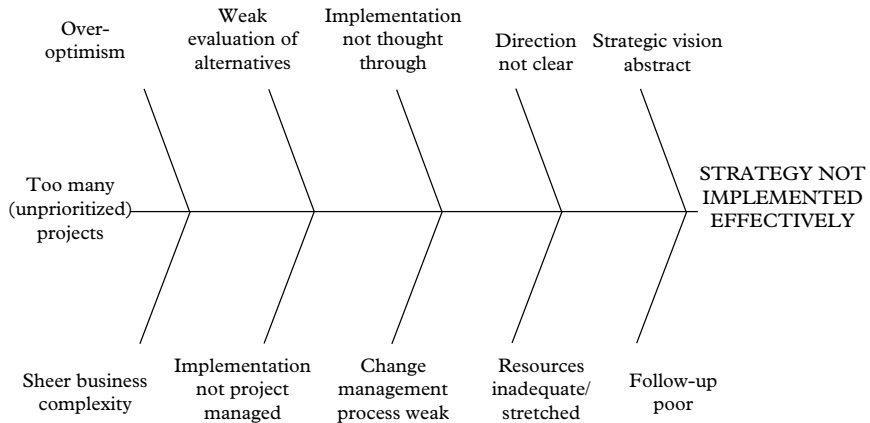 Over-
optimism
Weak
evaluation of
alternatives
Implementation
not thought
through
Direction
not clear
Strategic vision
abstract
Too many
(unprioritized)
projects
STRATEGY NOT
IMPLEMENTED
EFFECTIVELY
Sheer business
complexity
Implementation
not project
managed
Change
management
process weak
Resources
inadequate/
stretched
Follow-up
poor